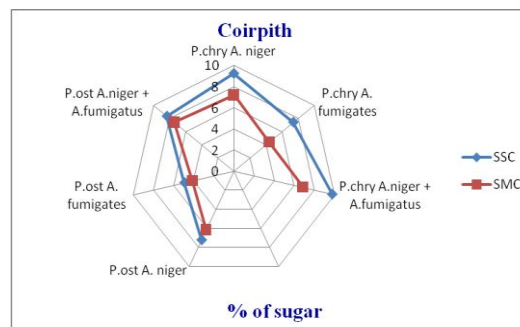 Coirpith
P.chry A. niger
10
8
6
4
2
0
P.chry A.
fumigates
P.chry A.niger +
A.fumigatus
P.ost A. niger
P.ost A.
fumigates
P.ost A.niger +
A.fumigatus
SSC
SMC
% of sugar